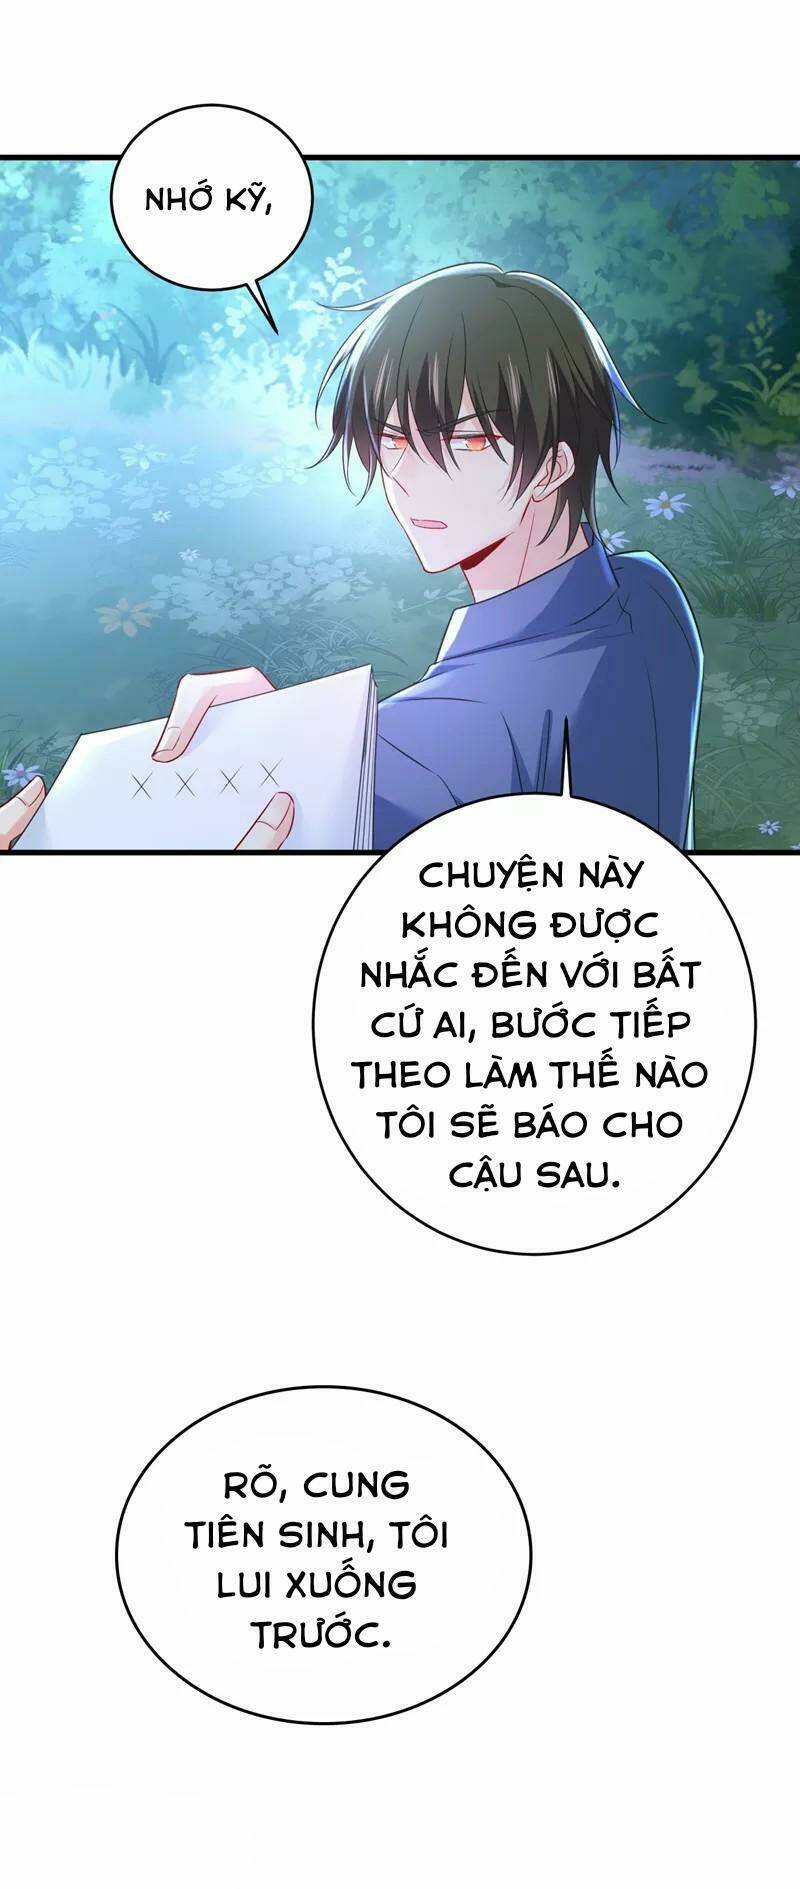 NHỚ KỸ,
CHUYỆN NÀY
KHÔNG ĐƯỢC
NHẮC ĐẾN VỚI BẤT
CỨ AI, BƯỚC TIẾP
THEO LÀM THẾ NÀO
TÔI SẼ BÁO CHO
CẬU SAU.
RÕ, CUNG
TIÊN SINH, TÔI
LUI XUỐNG
TRƯỚC.